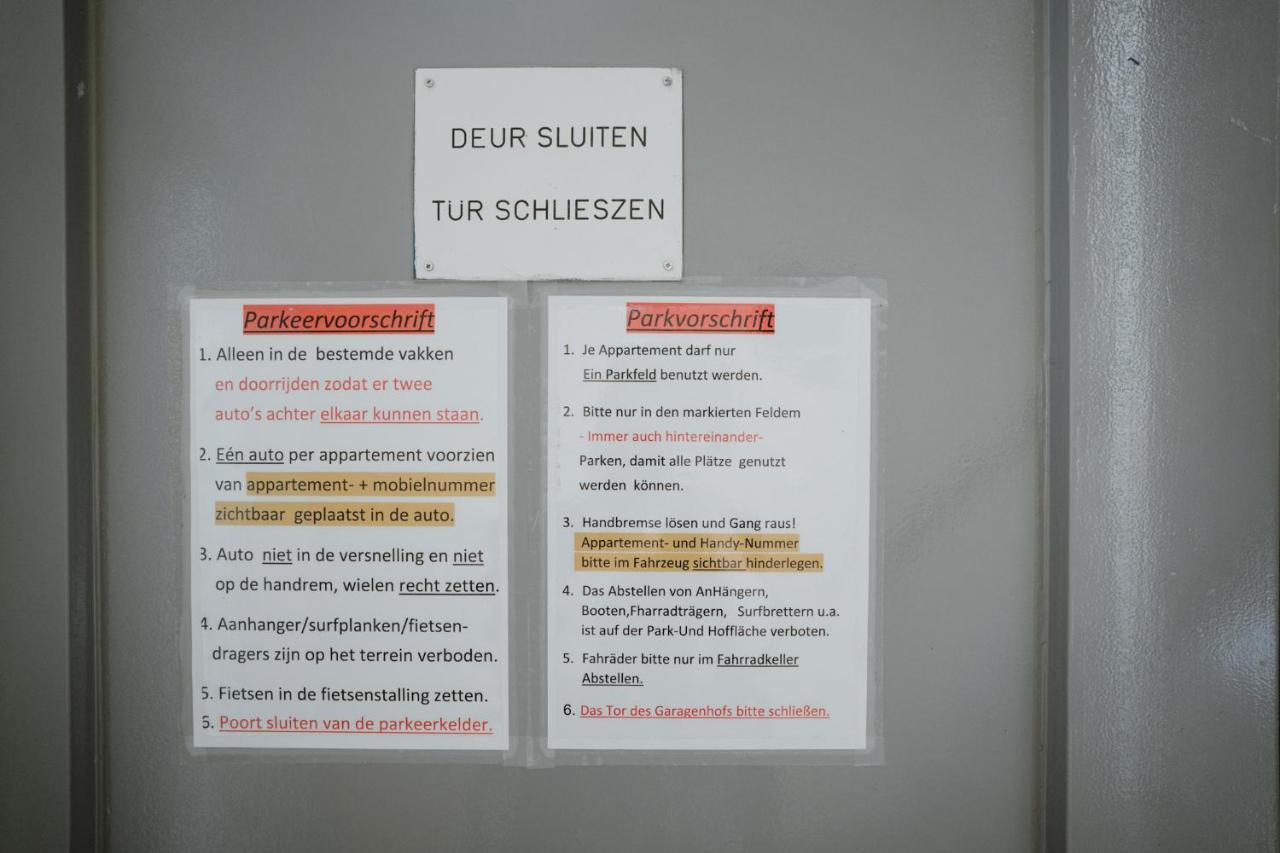 DEUR SLUITEN
TÜR SCHLIESZEN
Parkeervoorschrift
1. Alleen in de bestemde vakken
en doorrijden zodat er twee
auto's achter elkaar kunnen staan.
2. Eén auto per appartement voorzien
van appartement- + mobielnummer
zichtbaar geplaatst in de auto.
3. Auto niet in de versnelling en niet
op de handrem, wielen recht zetten.
4. Aanhanger/surfplanken/fietsen-
dragers zijn op het terrein verboden.
5. Fietsen in de fietsenstalling zetten.
5. Poort sluiten van de parkeerkelder.
Parkvorschrift
1. Je Appartement darf nur
Ein Parkfeld benutzt werden.
2. Bitte nur in den markierten Feldem
- Immer auch hintereinander-
Parken, damit alle Plätze genutzt
werden können.
3. Handbremse lösen und Gang raus!
Appartement- und Handy-Nummer
bitte im Fahrzeug sichtbar hinderlegen.
4. Das Abstellen von AnHängern,
Booten,Fharradträgern, Surfbrettern u.a.
ist auf der Park-Und Hoffläche verboten.
5. Fahräder bitte nur im Fahrradkeller
Abstellen.
6. Das Tor des Garagenhofs bitte schließen.